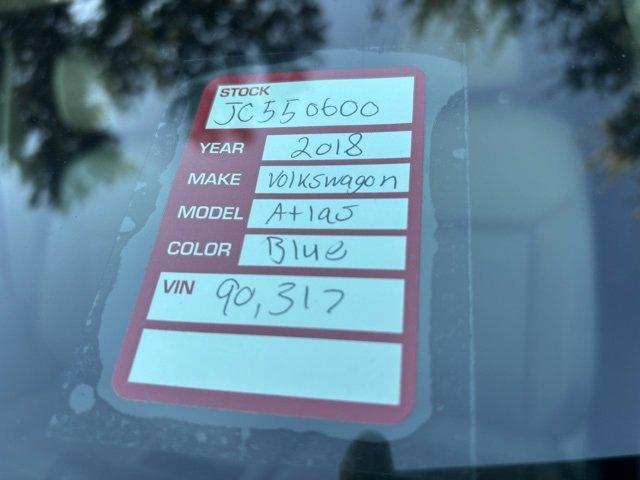 STOCK
JC550600
YEAR 2018
MAKE Volkswagon
MODEL Atlas
COLOR Blue
VIN 90,317